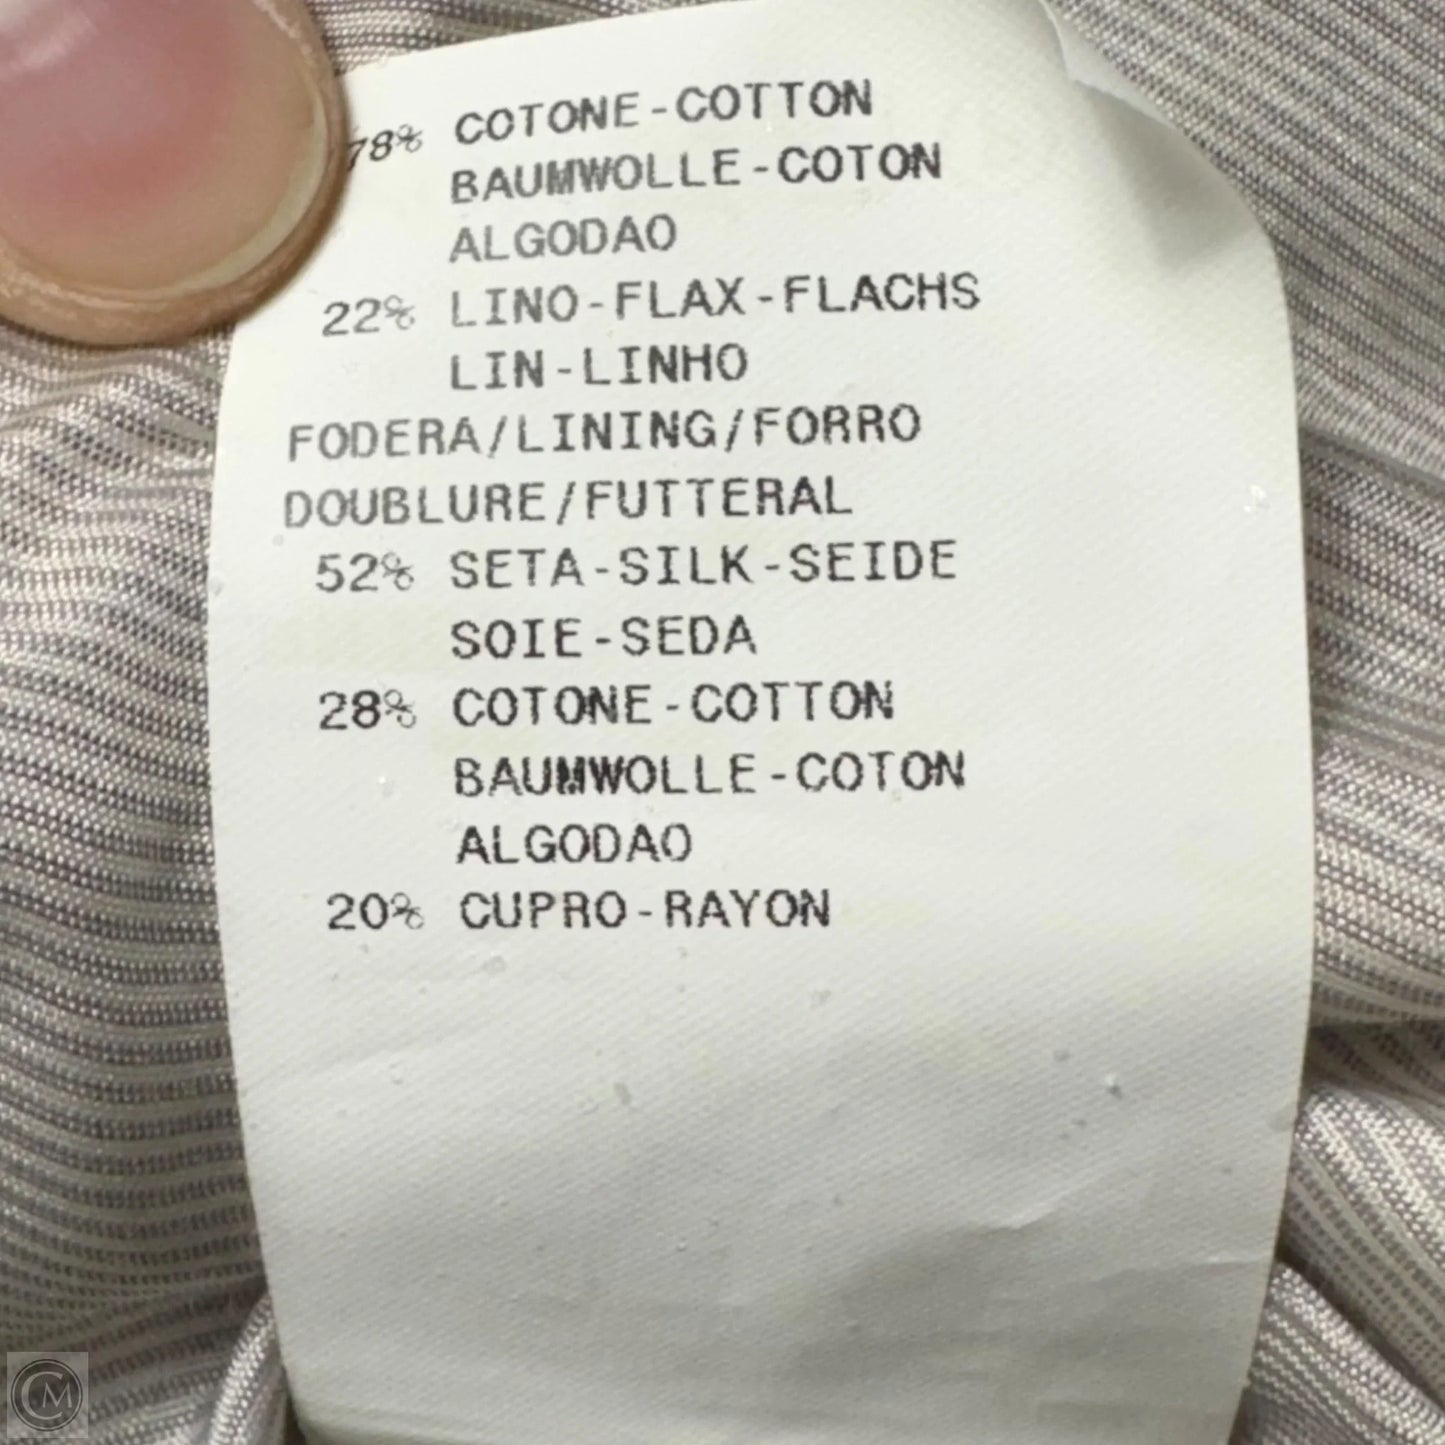 78% COTONE-COTTON
BAUMWOLLE-COTON
ALGODAO
22% LINO-FLAX-FLACHS
LIN-LINHO
FODERA/LINING/FORRO
DOUBLURE/FUTTERAL
52% SETA-SILK-SEIDE
SOIE-SEDA
28% COTONE-COTTON
BAUMWOLLE-COTON
ALGODAO
20% CUPRO-RAYON
CM